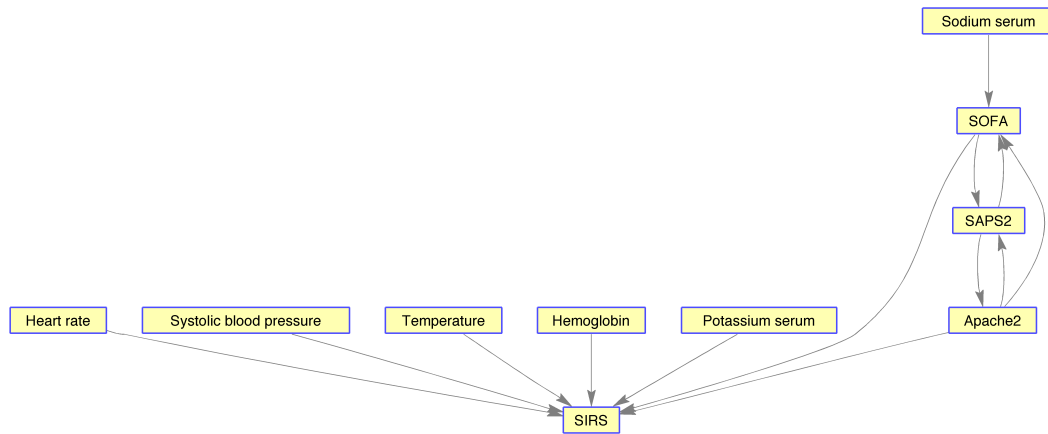 Sodium serum
SOFA
SAPS2
Heart rate
Systolic blood pressure
Temperature
Hemoglobin
Potassium serum
Apache2
SIRS